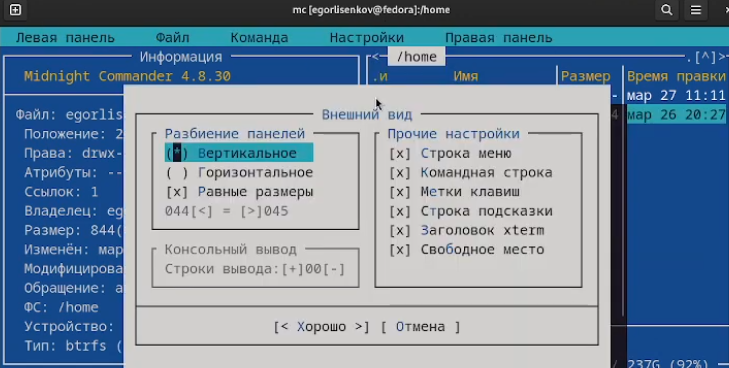 mc [egorlisenkov@fedora]:/home
Левая панель Файл Команда Настройки Правая панель
Информация
<- /home .[^]>
Midnight Commander 4.8.30
.и Имя Размер Время правки
мар 27 11:11
мар 26 20:27
Файл: egorlis
Положение: 2
Права: drwx-
Атрибуты: --
Ссылок: 1
Владелец: eg
Размер: 844(
Изменён: мар
Модифицирова
Обращение: а
ФС: /home
Устройство:
Тип: btrfs (
Внешний вид
Разбиение панелей
(*) Вертикальное
( ) Горизонтальное
[x] Равные размеры
044[<] = [>]045
Консольный вывод
Строки вывода:[+]00[-]
Прочие настройки
[x] Строка меню
[x] Командная строка
[x] Метки клавиш
[x] Строка подсказки
[x] Заголовок xterm
[x] Свободное место
[< Хорошо >] [ Отмена ]
/ 237G (92%)